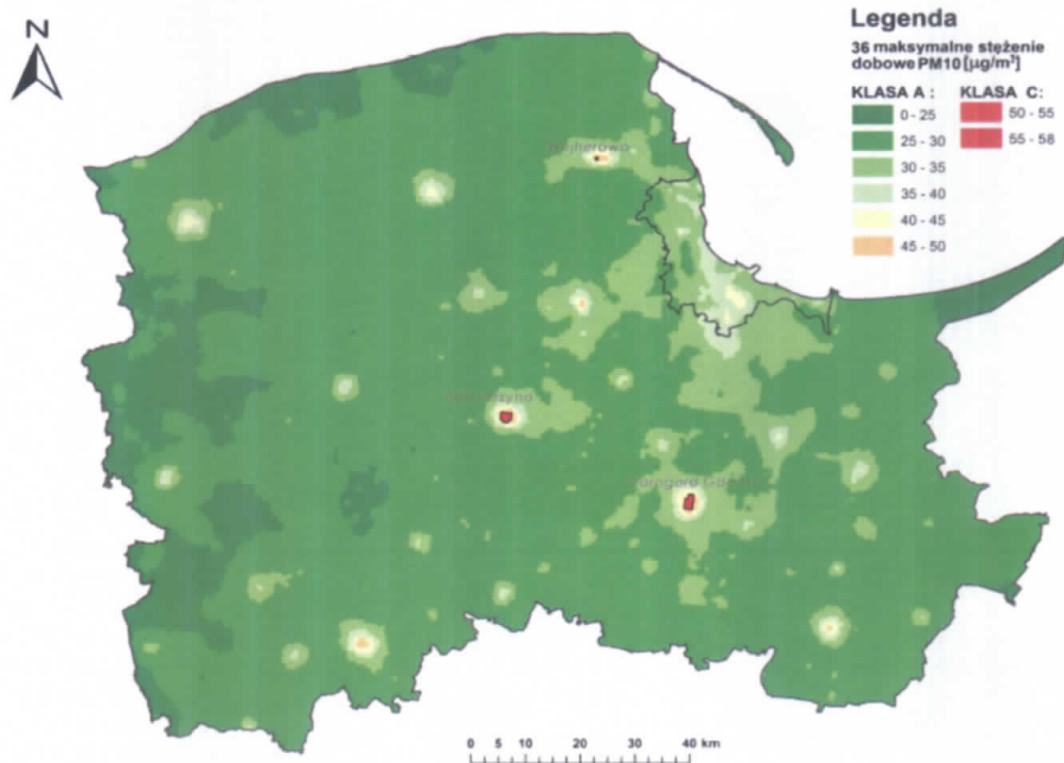 N
Legenda
36 maksymalne stężenie
dobowe PM10 [µg/m³]
KLASA A :
0 - 25
25 - 30
30 - 35
35 - 40
40 - 45
45 - 50
KLASA C:
50 - 55
55 - 58
Wejherowo
0 5 10 20 30 40 km